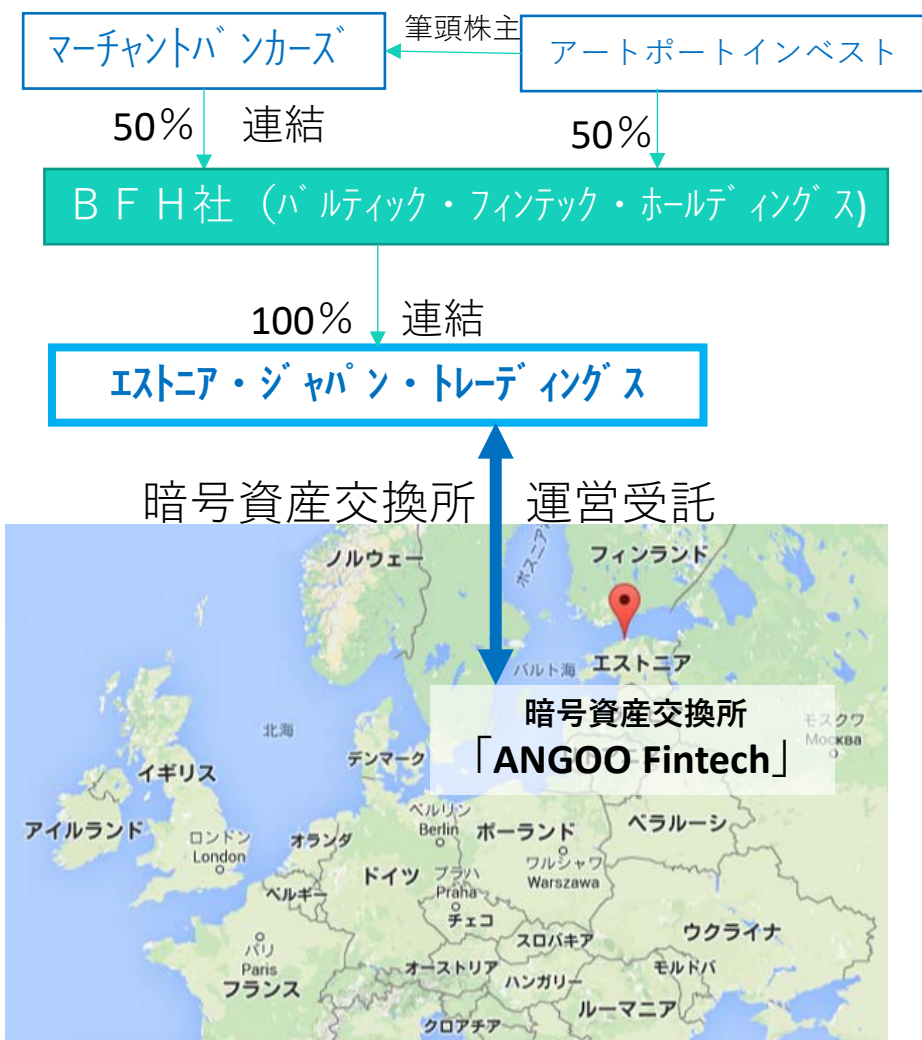 マーチャントバンカーズ
筆頭株主
アートポートインベスト
50％ 連結
50％
ＢＦＨ社（バルティック・フィンテック・ホールディングス)
100％ 連結
エストニア・ジャパン・トレーディングス
暗号資産交換所 運営受託
ノルウェー
ボスニア
フィンランド
バルト海
エストニア
暗号資産交換所
「ANGOO Fintech」
モスクワ
Москва
北海
デンマーク
イギリス
アイルランド
ロンドン
London
オランダ
ベルリン
Berlin
ポーランド
ベラルーシ
ワルシャワ
Warszawa
ドイツ
プラハ
Praha
ベルギー
チェコ
スロバキア
ウクライナ
パリ
Paris
フランス
オーストリア
ハンガリー
モルドバ
ルーマニア
クロアチア